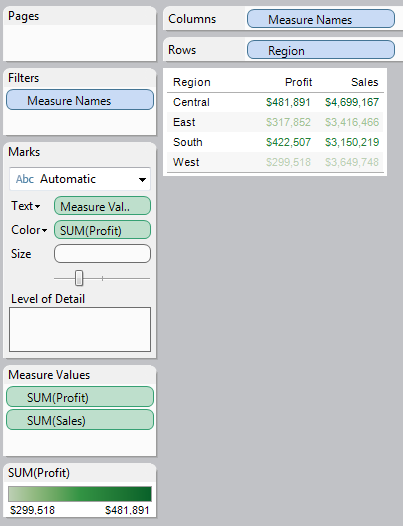 Pages
Columns Measure Names
Rows Region
Filters
Measure Names
Marks
Abc Automatic
Text Measure Val..
Color SUM(Profit)
Size
Level of Detail
Measure Values
SUM(Profit)
SUM(Sales)
SUM(Profit)
$299,518 $481,891
Region Profit Sales
Central $481,891 $4,699,167
East $317,852 $3,416,466
South $422,507 $3,150,219
West $299,518 $3,649,748